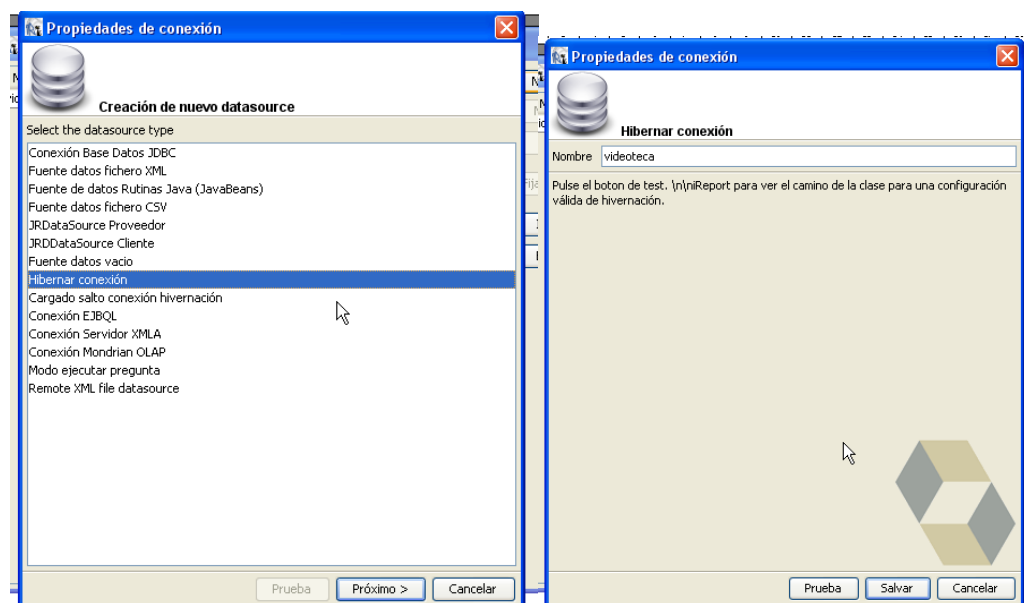 Propiedades de conexión
Creación de nuevo datasource
Select the datasource type
Conexión Base Datos JDBC
Fuente datos fichero XML
Fuente de datos Rutinas Java (JavaBeans)
Fuente datos fichero CSV
JRDataSource Proveedor
JRDDataSource Cliente
Fuente datos vacio
Hibernar conexión
Cargado salto conexión hivernación
Conexión EJBQL
Conexión Servidor XMLA
Conexión Mondrian OLAP
Modo ejecutar pregunta
Remote XML file datasource
Prueba
Próximo >
Cancelar
Propiedades de conexión
Hibernar conexión
Nombre videoteca
Pulse el boton de test. \n\niReport para ver el camino de la clase para una configuración
válida de hivernación.
Prueba
Salvar
Cancelar